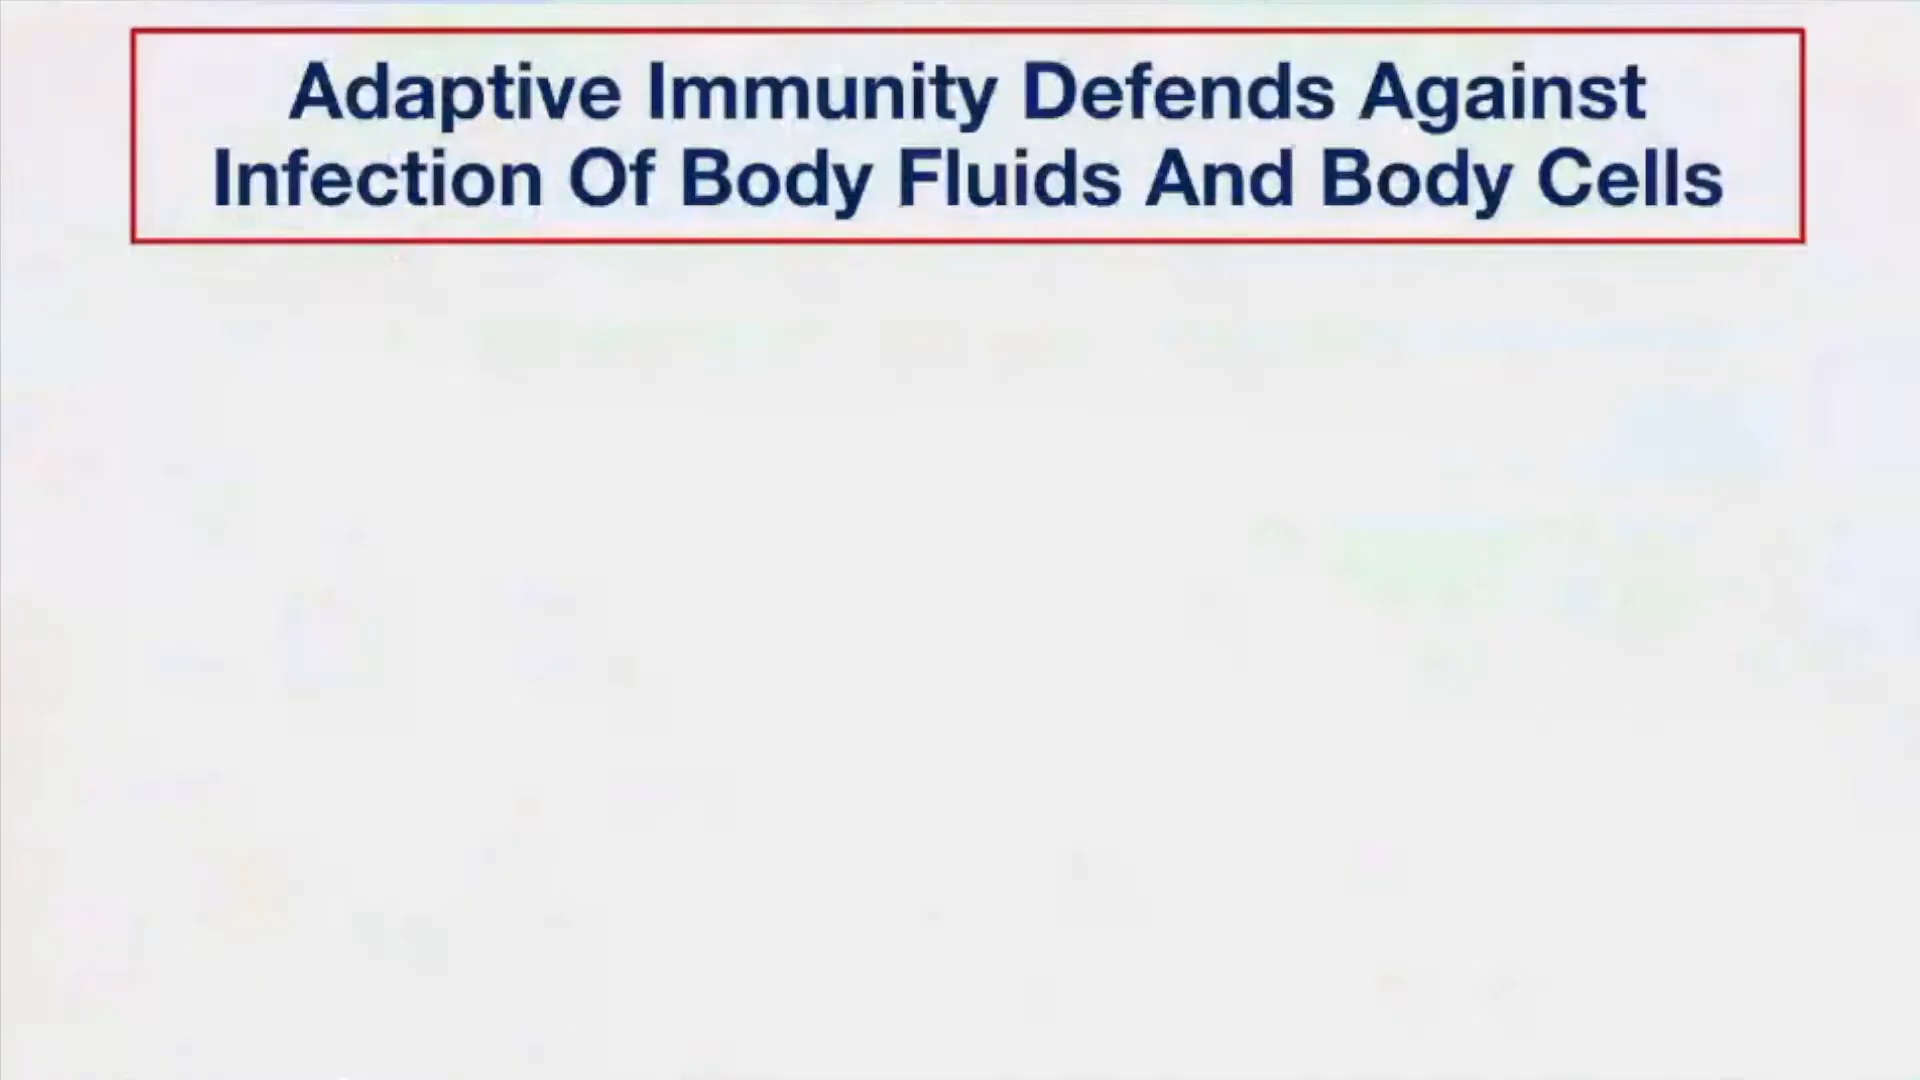 Adaptive Immunity Defends Against
Infection Of Body Fluids And Body Cells